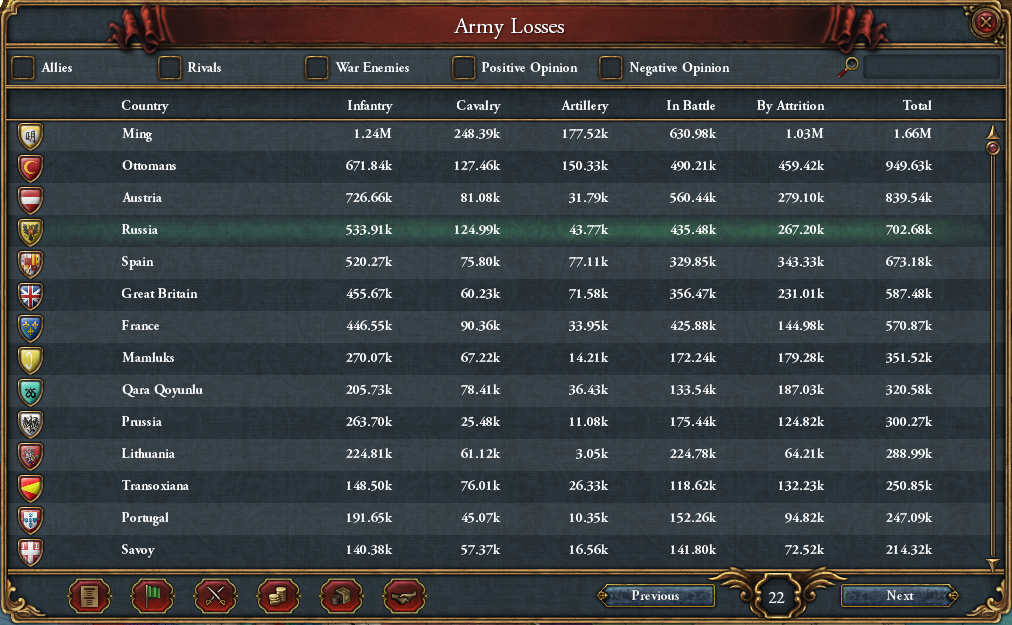 Army Losses
Allies Rivals War Enemies Positive Opinion Negative Opinion
Country Infantry Cavalry Artillery In Battle By Attrition Total
Ming 1.24M 248.39k 177.52k 630.98k 1.03M 1.66M
Ottomans 671.84k 127.46k 150.33k 490.21k 459.42k 949.63k
Austria 726.66k 81.08k 31.79k 560.44k 279.10k 839.54k
Russia 533.91k 124.99k 43.77k 435.48k 267.20k 702.68k
Spain 520.27k 75.80k 77.11k 329.85k 343.33k 673.18k
Great Britain 455.67k 60.23k 71.58k 356.47k 231.01k 587.48k
France 446.55k 90.36k 33.95k 425.88k 144.98k 570.87k
Mamluks 270.07k 67.22k 14.21k 172.24k 179.28k 351.52k
Qara Qoyunlu 205.73k 78.41k 36.43k 133.54k 187.03k 320.58k
Prussia 263.70k 25.48k 11.08k 175.44k 124.82k 300.27k
Lithuania 224.81k 61.12k 3.05k 224.78k 64.21k 288.99k
Transoxiana 148.50k 76.01k 26.33k 118.62k 132.23k 250.85k
Portugal 191.65k 45.07k 10.35k 152.26k 94.82k 247.09k
Savoy 140.38k 57.37k 16.56k 141.80k 72.52k 214.32k
Previous 22 Next